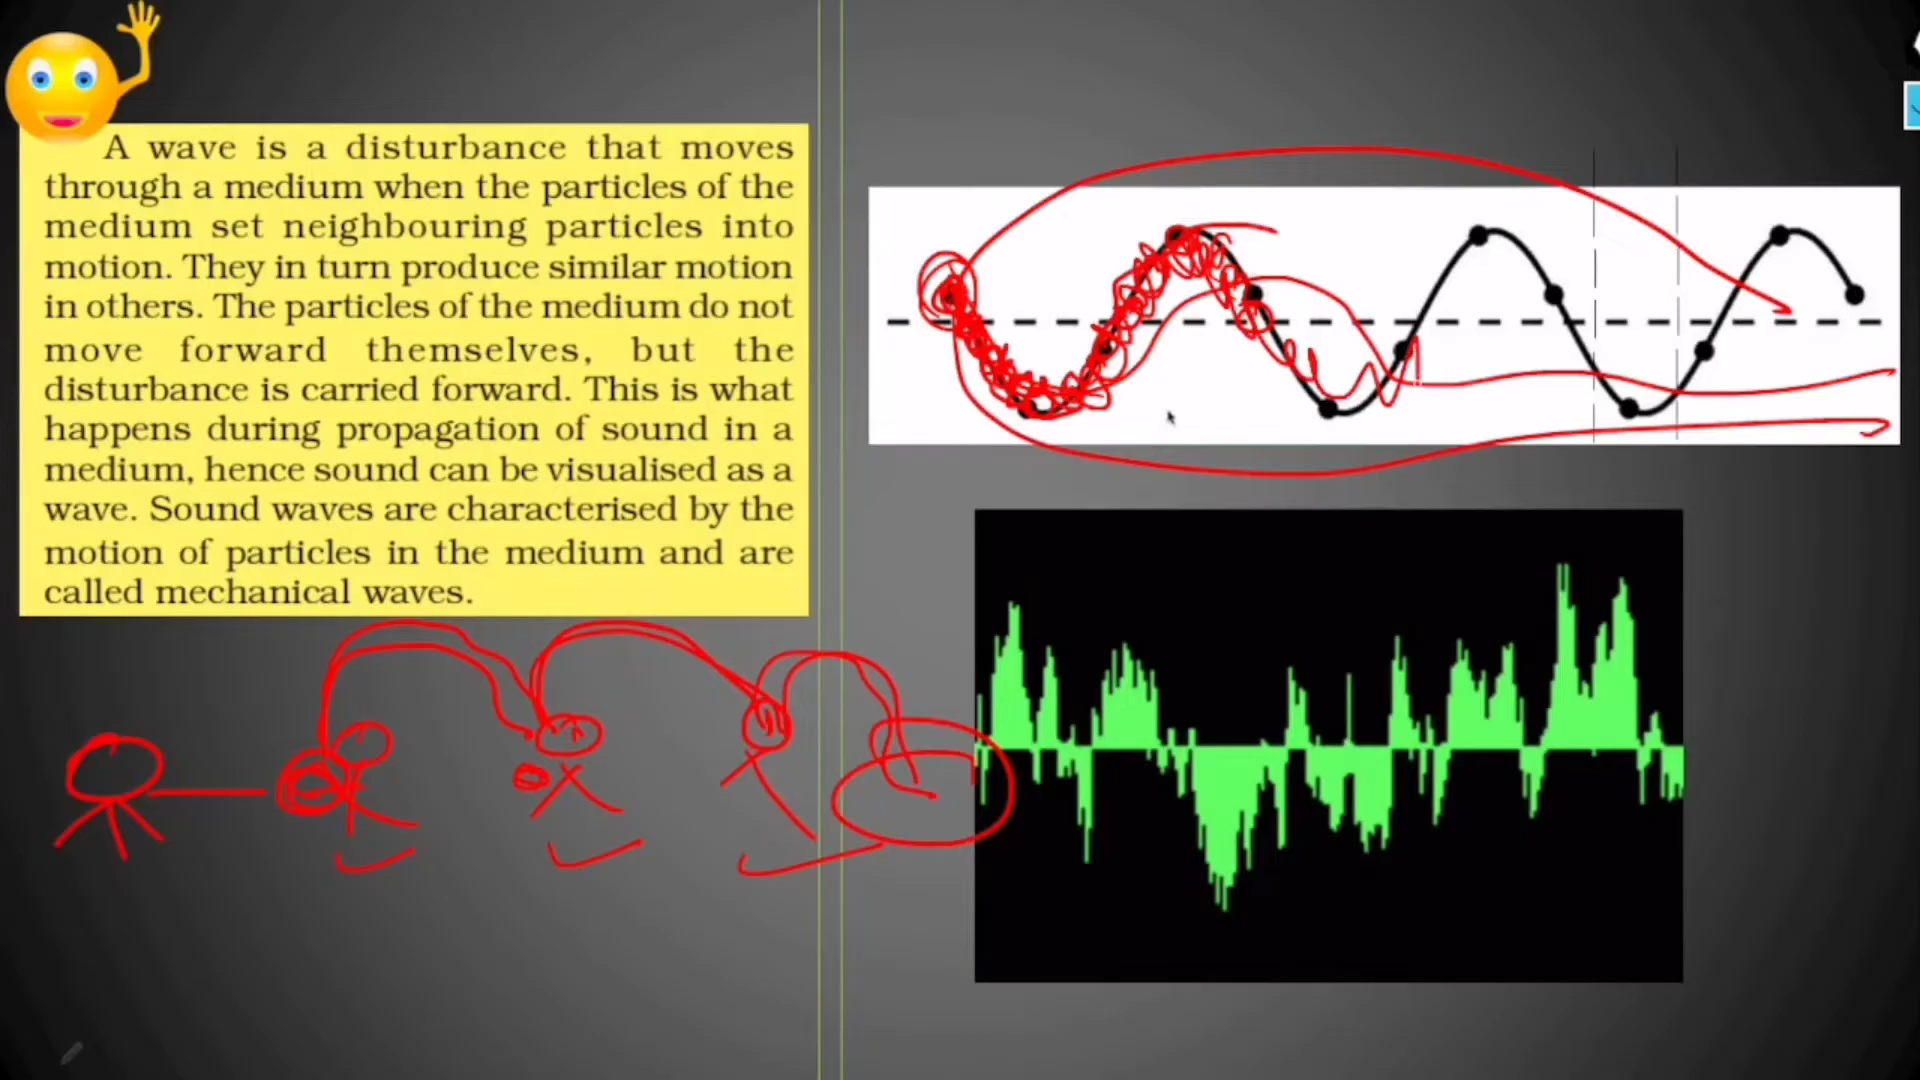 A wave is a disturbance that moves
through a medium when the particles of the
medium set neighbouring particles into
motion. They in turn produce similar motion
in others. The particles of the medium do not
move forward themselves, but the
disturbance is carried forward. This is what
happens during propagation of sound in a
medium, hence sound can be visualised as a
wave. Sound waves are characterised by the
motion of particles in the medium and are
called mechanical waves.